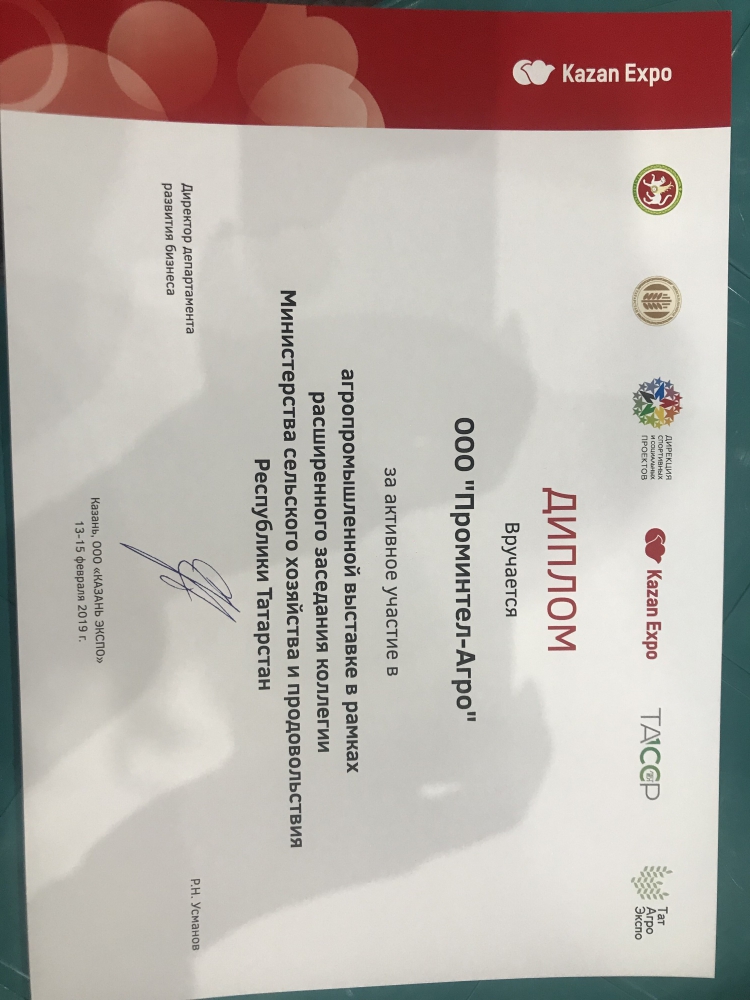 Kazan Expo
ДИРЕКЦИЯ
СПОРТИВНЫХ
И СОЦИАЛЬНЫХ
ПРОЕКТОВ
Kazan Expo
ТА1ССР
Тат
Агро
Экспо
ДИПЛОМ
Вручается
ООО "Проминтел-Агро"
за активное участие в
агропромышленной выставке в рамках
расширенного заседания коллегии
Министерства сельского хозяйства и продовольствия
Республики Татарстан
Директор департамента
развития бизнеса
Р.Н. Усманов
Казань, ООО «КАЗАНЬ ЭКСПО»
13-15 февраля 2019 г.